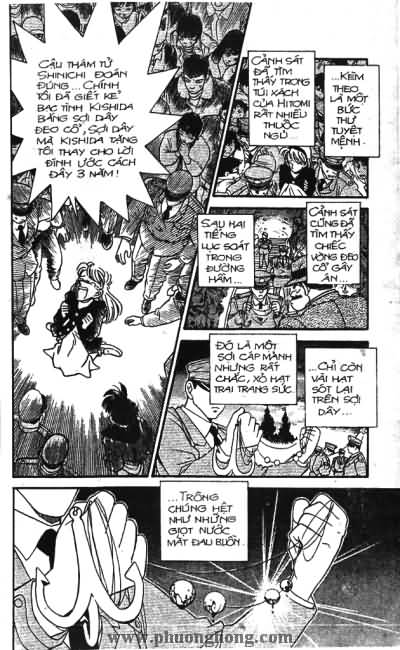 CẬU THÁM TỬ
SHINICHI ĐOÁN
ĐÚNG... CHÍNH
TÔI ĐÃ GIẾT KẺ
BẠC TÌNH KISHIDA
BẰNG SỢI DÂY
ĐEO CỔ, SỢI DÂY
MÀ KISHIDA TẶNG
TÔI THAY CHO LỜI
ĐÍNH ƯỚC CÁCH
ĐÂY 3 NĂM!
CẢNH SÁT
ĐÃ TÌM
THẤY TRONG
TÚI XÁCH
CỦA HITOMI
RẤT NHIỀU
THUỐC
NGỦ...
...KÈM
THEO
LÀ MỘT
BỨC
THƯ
TUYỆT
MỆNH.
SAU HAI
TIẾNG
LỤC SOÁT
TRONG
ĐƯỜNG
HẦM...
CẢNH SÁT
CŨNG ĐÃ
TÌM THẤY
CHIẾC
VÒNG ĐEO
CỔ GÂY
ÁN...
ĐÓ LÀ MỘT
SỢI CÁP MẢNH
NHƯNG RẤT
CHẮC, XỎ HẠT
TRAI TRANG SỨC.
...CHỈ CÒN
VÀI HẠT
SÓT LẠI
TRÊN SỢI
DÂY...
...TRÔNG
CHÚNG HỆT
NHƯ NHỮNG
GIỌT NƯỚC
MẮT ĐAU BUỒN.
www.phuongdong.com